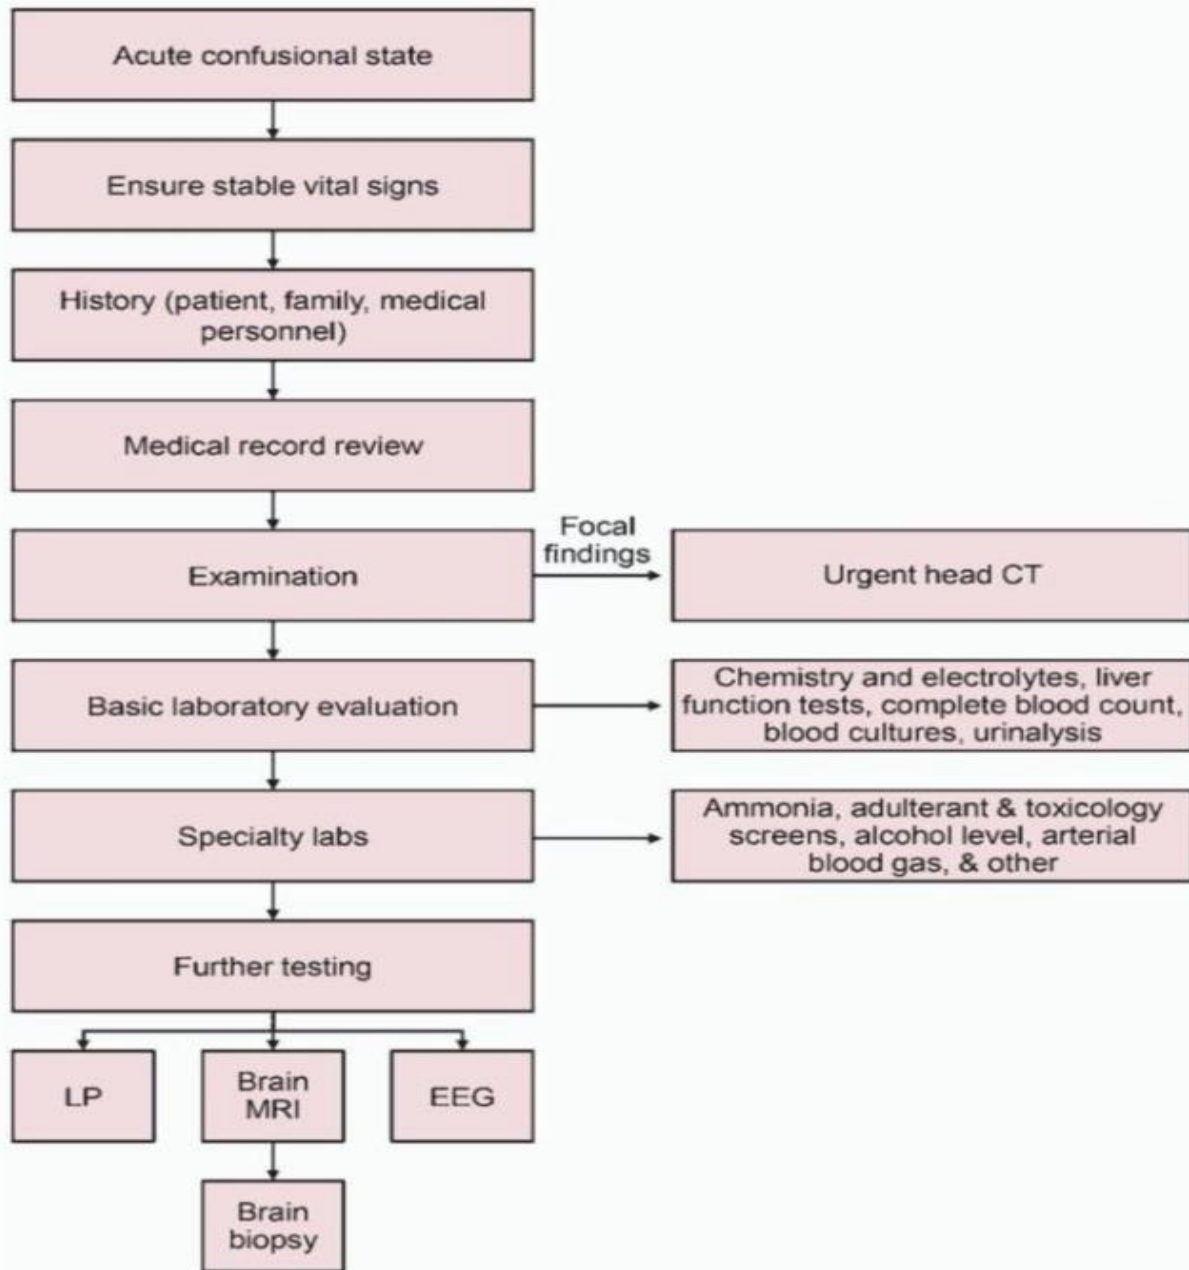 Acute confusional state
Ensure stable vital signs
History (patient, family, medical
personnel)
Medical record review
Focal
findings
Examination
Urgent head CT
Basic laboratory evaluation
Chemistry and electrolytes, liver
function tests, complete blood count,
blood cultures, urinalysis
Specialty labs
Ammonia, adulterant & toxicology
screens, alcohol level, arterial
blood gas, & other
Further testing
LP
Brain
MRI
EEG
Brain
biopsy